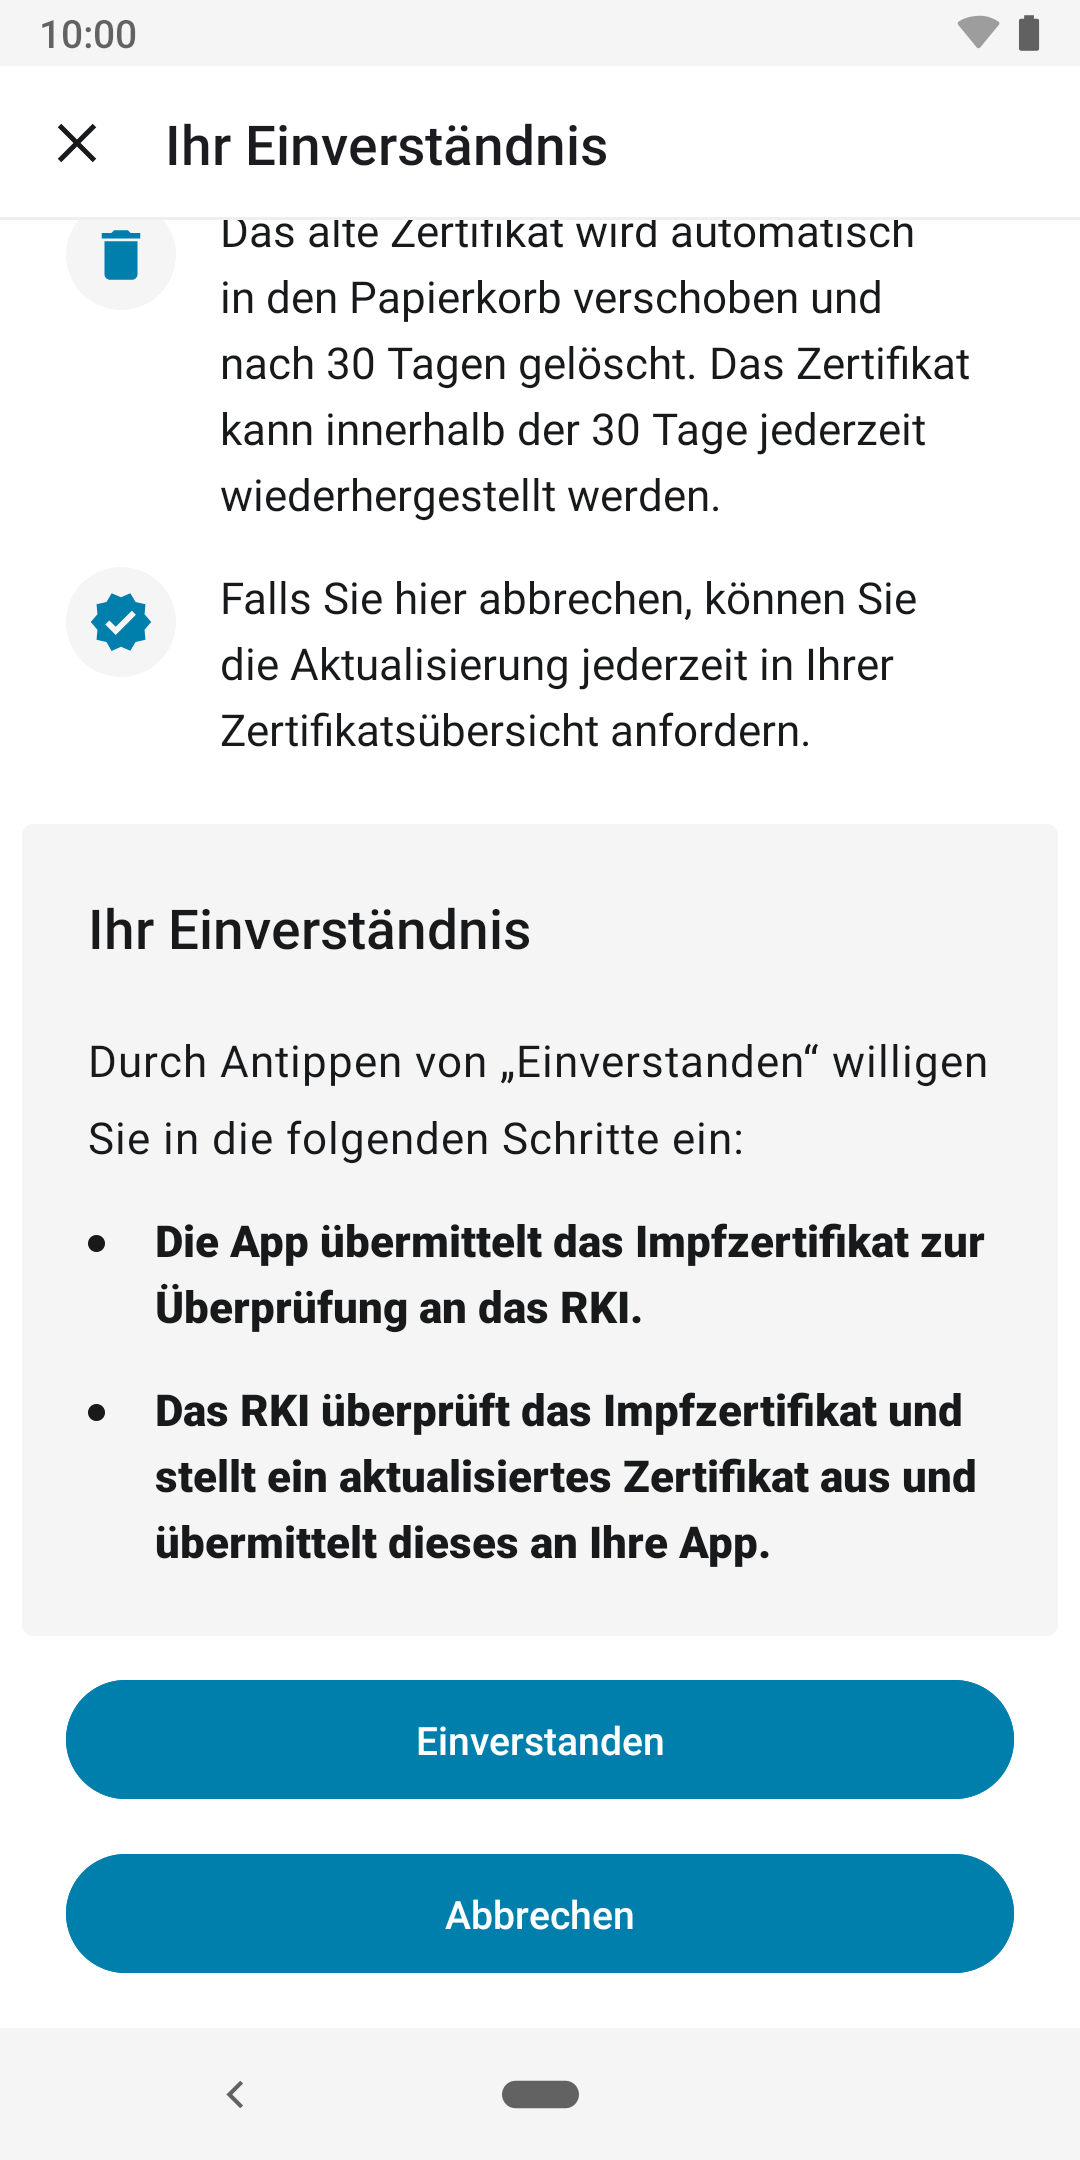 10:00
Ihr Einverständnis
Das alte Zertifikat wird automatisch
in den Papierkorb verschoben und
nach 30 Tagen gelöscht. Das Zertifikat
kann innerhalb der 30 Tage jederzeit
wiederhergestellt werden.
Falls Sie hier abbrechen, können Sie
die Aktualisierung jederzeit in Ihrer
Zertifikatsübersicht anfordern.
Ihr Einverständnis
Durch Antippen von „Einverstanden“ willigen
Sie in die folgenden Schritte ein:
• Die App übermittelt das Impfzertifikat zur
Überprüfung an das RKI.
• Das RKI überprüft das Impfzertifikat und
stellt ein aktualisiertes Zertifikat aus und
übermittelt dieses an Ihre App.
Einverstanden
Abbrechen